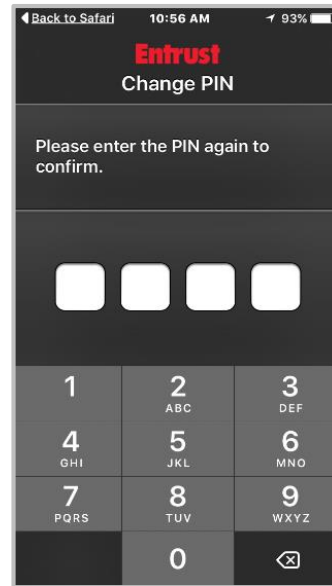 Back to Safari 10:56 AM 93%
Entrust
Change PIN
Please enter the PIN again to
confirm.
1 2 3
ABC DEF
4 5 6
GHI JKL MNO
7 8 9
PQRS TUV WXYZ
0